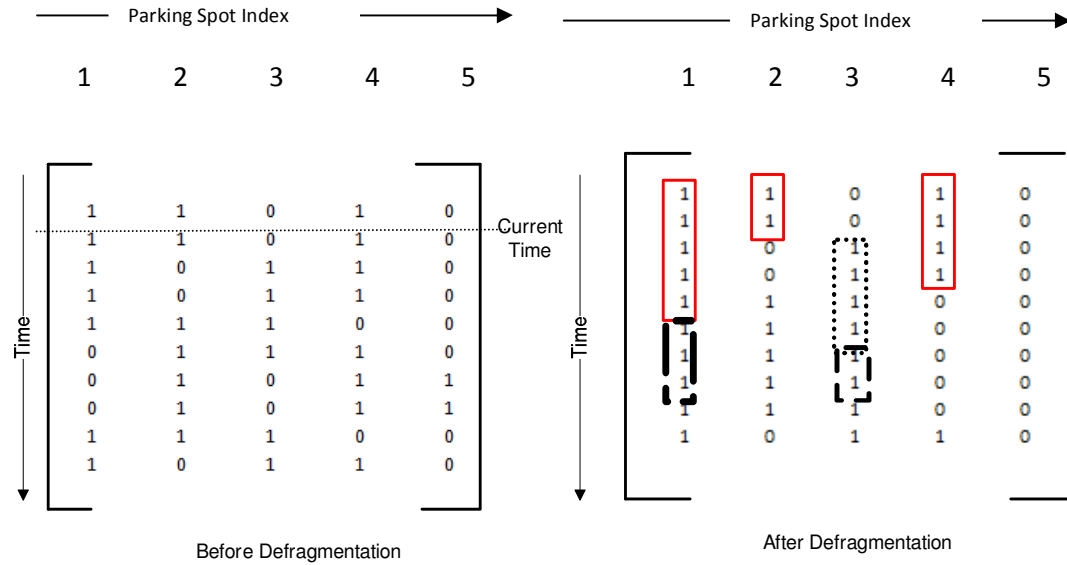 Parking Spot Index
1 2 3 4 5
Time
1 1 0 1 0
1 1 0 1 0
1 0 1 1 0
1 0 1 1 0
1 1 1 0 0
0 1 1 1 0
0 1 0 1 1
0 1 0 1 1
1 1 1 0 0
1 0 1 1 0
Current
Time
Before Defragmentation
Parking Spot Index
1 2 3 4 5
Time
1 1 0 1 0
1 1 0 1 0
1 0 1 1 0
1 0 1 1 0
1 1 1 0 0
1 1 1 0 0
1 1 1 0 0
1 1 1 0 0
1 1 1 0 0
1 0 1 1 0
After Defragmentation